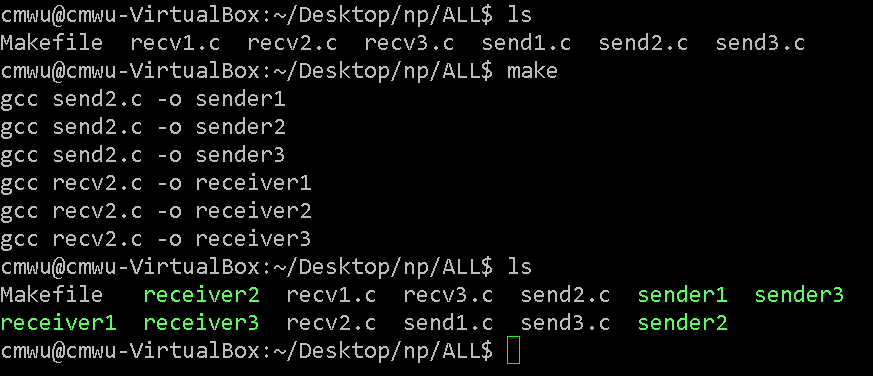 cmwu@cmwu-VirtualBox:~/Desktop/np/ALL$ ls
Makefile  recv1.c  recv2.c  recv3.c  send1.c  send2.c  send3.c
cmwu@cmwu-VirtualBox:~/Desktop/np/ALL$ make
gcc send2.c -o sender1
gcc send2.c -o sender2
gcc send2.c -o sender3
gcc recv2.c -o receiver1
gcc recv2.c -o receiver2
gcc recv2.c -o receiver3
cmwu@cmwu-VirtualBox:~/Desktop/np/ALL$ ls
Makefile   receiver2  recv1.c  recv3.c  send2.c  sender1  sender3
receiver1  receiver3  recv2.c  send1.c  send3.c  sender2
cmwu@cmwu-VirtualBox:~/Desktop/np/ALL$